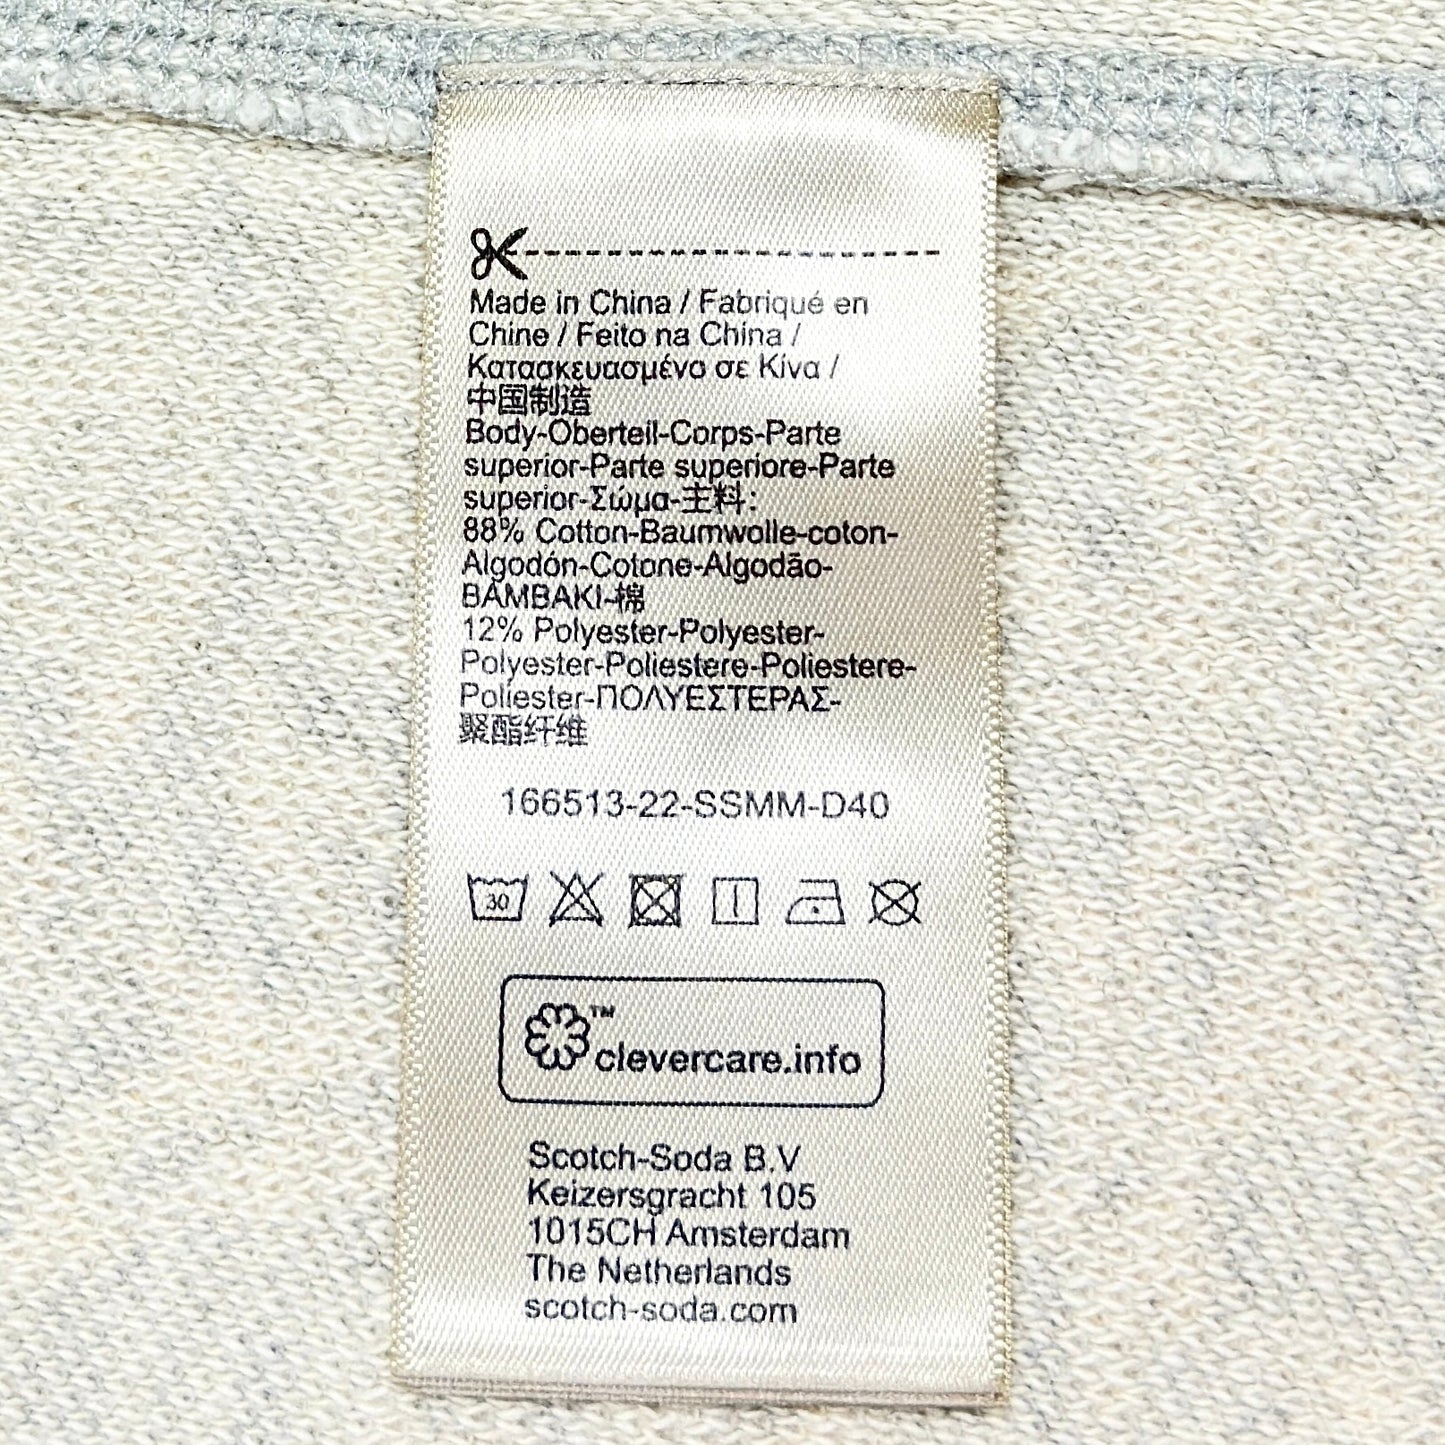 Made in China / Fabriqué en
Chine / Feito na China /
Κατασκευασμένο σε Κίνα /
中国制造
Body-Oberteil-Corps-Parte
superior-Parte superiore-Parte
superior-Σώμα-主料:
88% Cotton-Baumwolle-coton-
Algodón-Cotone-Algodão-
BAMBAKI-棉
12% Polyester-Polyester-
Polyester-Poliestere-Poliestere-
Poliester-ΠΟΛΥΕΣΤΕΡΑΣ-
聚酯纤维
166513-22-SSMM-D40
30
™
clevercare.info
Scotch-Soda B.V
Keizersgracht 105
1015CH Amsterdam
The Netherlands
scotch-soda.com